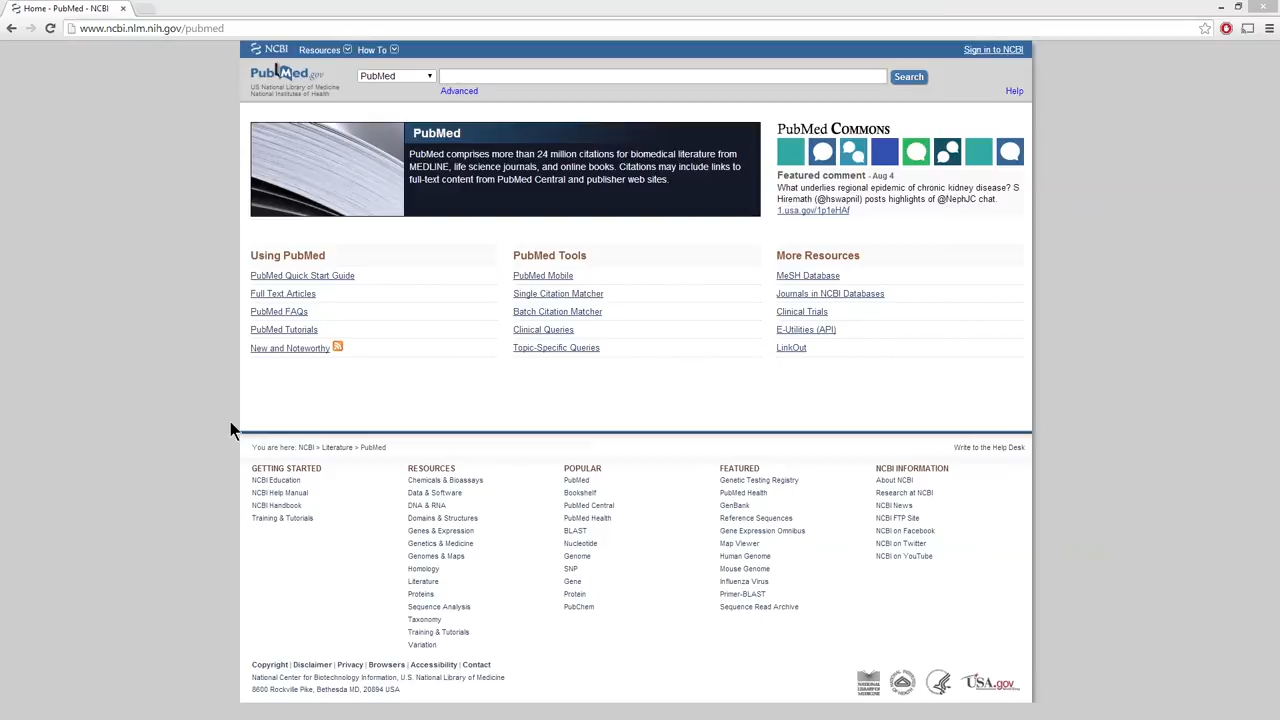 Home - PubMed - NCBI
www.ncbi.nlm.nih.gov/pubmed
NCBI Resources How To Sign in to NCBI
PubMed.gov
US National Library of Medicine
National Institutes of Health
PubMed Search
Advanced Help
PubMed
PubMed comprises more than 24 million citations for biomedical literature from
MEDLINE, life science journals, and online books. Citations may include links to
full-text content from PubMed Central and publisher web sites.
PubMed Commons
Featured comment - Aug 4
What underlies regional epidemic of chronic kidney disease? S
Hiremath (@hswapnil) posts highlights of @NephJC chat.
1.usa.gov/1p1eHAf
Using PubMed
PubMed Quick Start Guide
Full Text Articles
PubMed FAQs
PubMed Tutorials
New and Noteworthy
PubMed Tools
PubMed Mobile
Single Citation Matcher
Batch Citation Matcher
Clinical Queries
Topic-Specific Queries
More Resources
MeSH Database
Journals in NCBI Databases
Clinical Trials
E-Utilities (API)
LinkOut
You are here: NCBI > Literature > PubMed
Write to the Help Desk
GETTING STARTED
NCBI Education
NCBI Help Manual
NCBI Handbook
Training & Tutorials
RESOURCES
Chemicals & Bioassays
Data & Software
DNA & RNA
Domains & Structures
Genes & Expression
Genetics & Medicine
Genomes & Maps
Homology
Literature
Proteins
Sequence Analysis
Taxonomy
Training & Tutorials
Variation
POPULAR
PubMed
Bookshelf
PubMed Central
PubMed Health
BLAST
Nucleotide
Genome
SNP
Gene
Protein
PubChem
FEATURED
Genetic Testing Registry
PubMed Health
GenBank
Reference Sequences
Gene Expression Omnibus
Map Viewer
Human Genome
Mouse Genome
Influenza Virus
Primer-BLAST
Sequence Read Archive
NCBI INFORMATION
About NCBI
Research at NCBI
NCBI News
NCBI FTP Site
NCBI on Facebook
NCBI on Twitter
NCBI on YouTube
Copyright | Disclaimer | Privacy | Browsers | Accessibility | Contact
National Center for Biotechnology Information, U.S. National Library of Medicine
8600 Rockville Pike, Bethesda MD, 20894 USA
NATIONAL
LIBRARY OF
MEDICINE
USA.gov